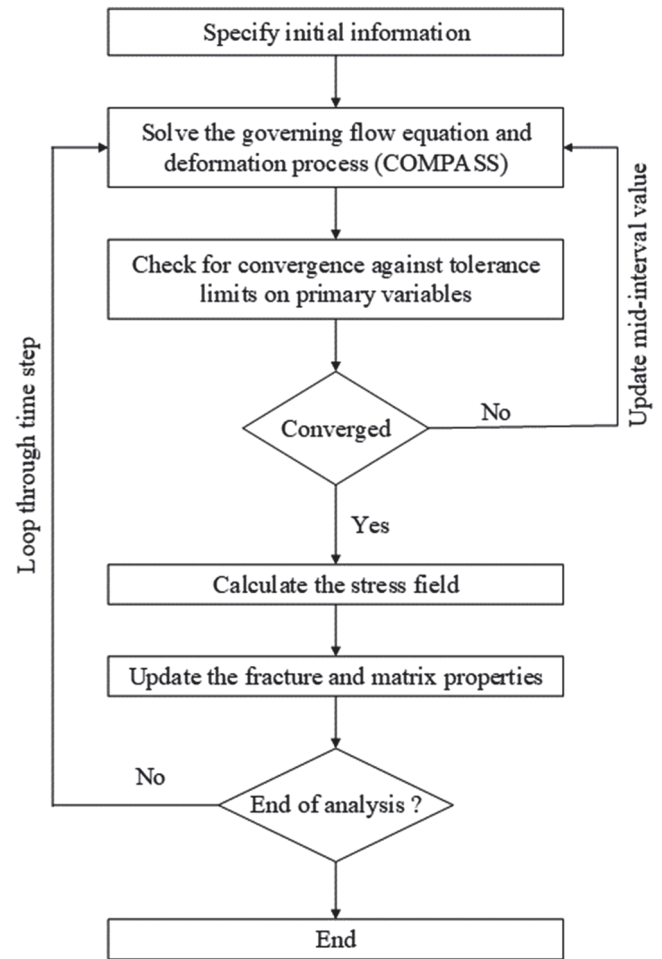 Specify initial information
Solve the governing flow equation and
deformation process (COMPASS)
Check for convergence against tolerance
limits on primary variables
Converged
No
Update mid-interval value
Yes
Loop through time step
Calculate the stress field
Update the fracture and matrix properties
No
End of analysis ?
End